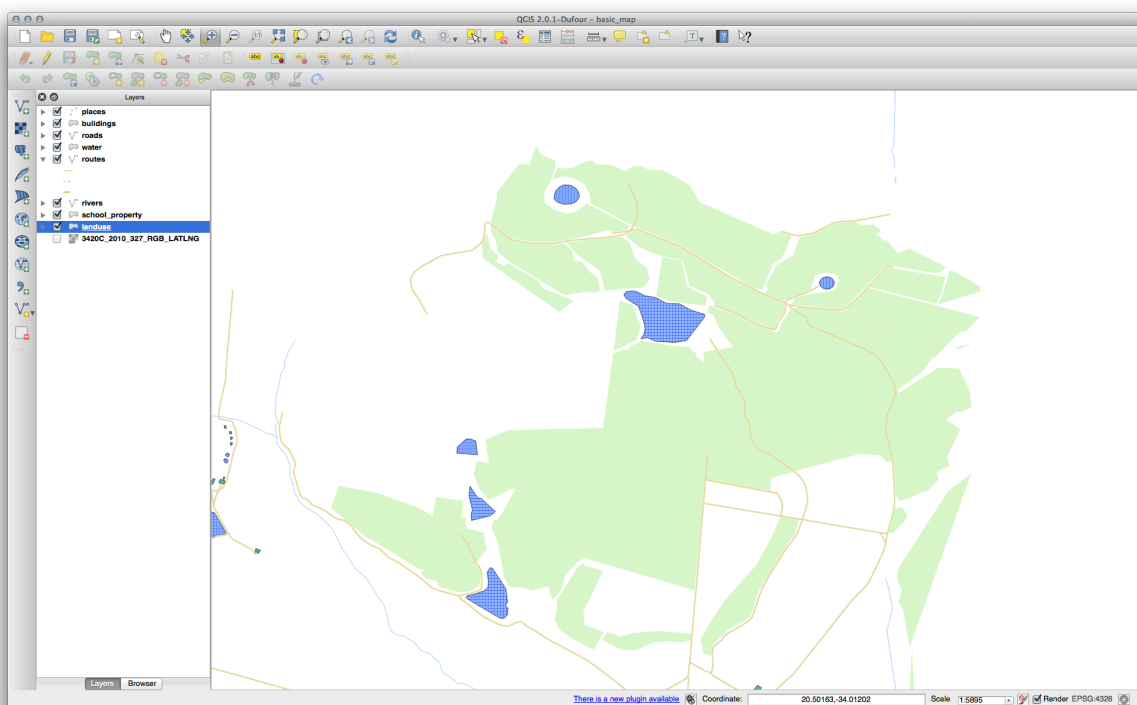 QGIS 2.0.1-Dufour - basic_map
Layers
places
buildings
roads
water
routes
rivers
school_property
landuse
3420C_2010_327_RGB_LATLNG
Layers
Browser
There is a new plugin available
Coordinate:
20.50163,-34.01202
Scale
1:5895
Render
EPSG:4326